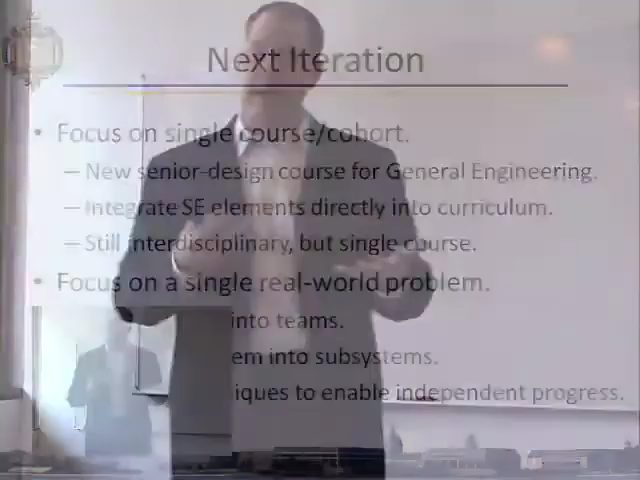 Next Iteration
• Focus on single course/cohort.
– New senior-design course for General Engineering.
– Integrate SE elements directly into curriculum.
– Still interdisciplinary, but single course.
• Focus on a single real-world problem.
into teams.
em into subsystems.
iques to enable independent progress.